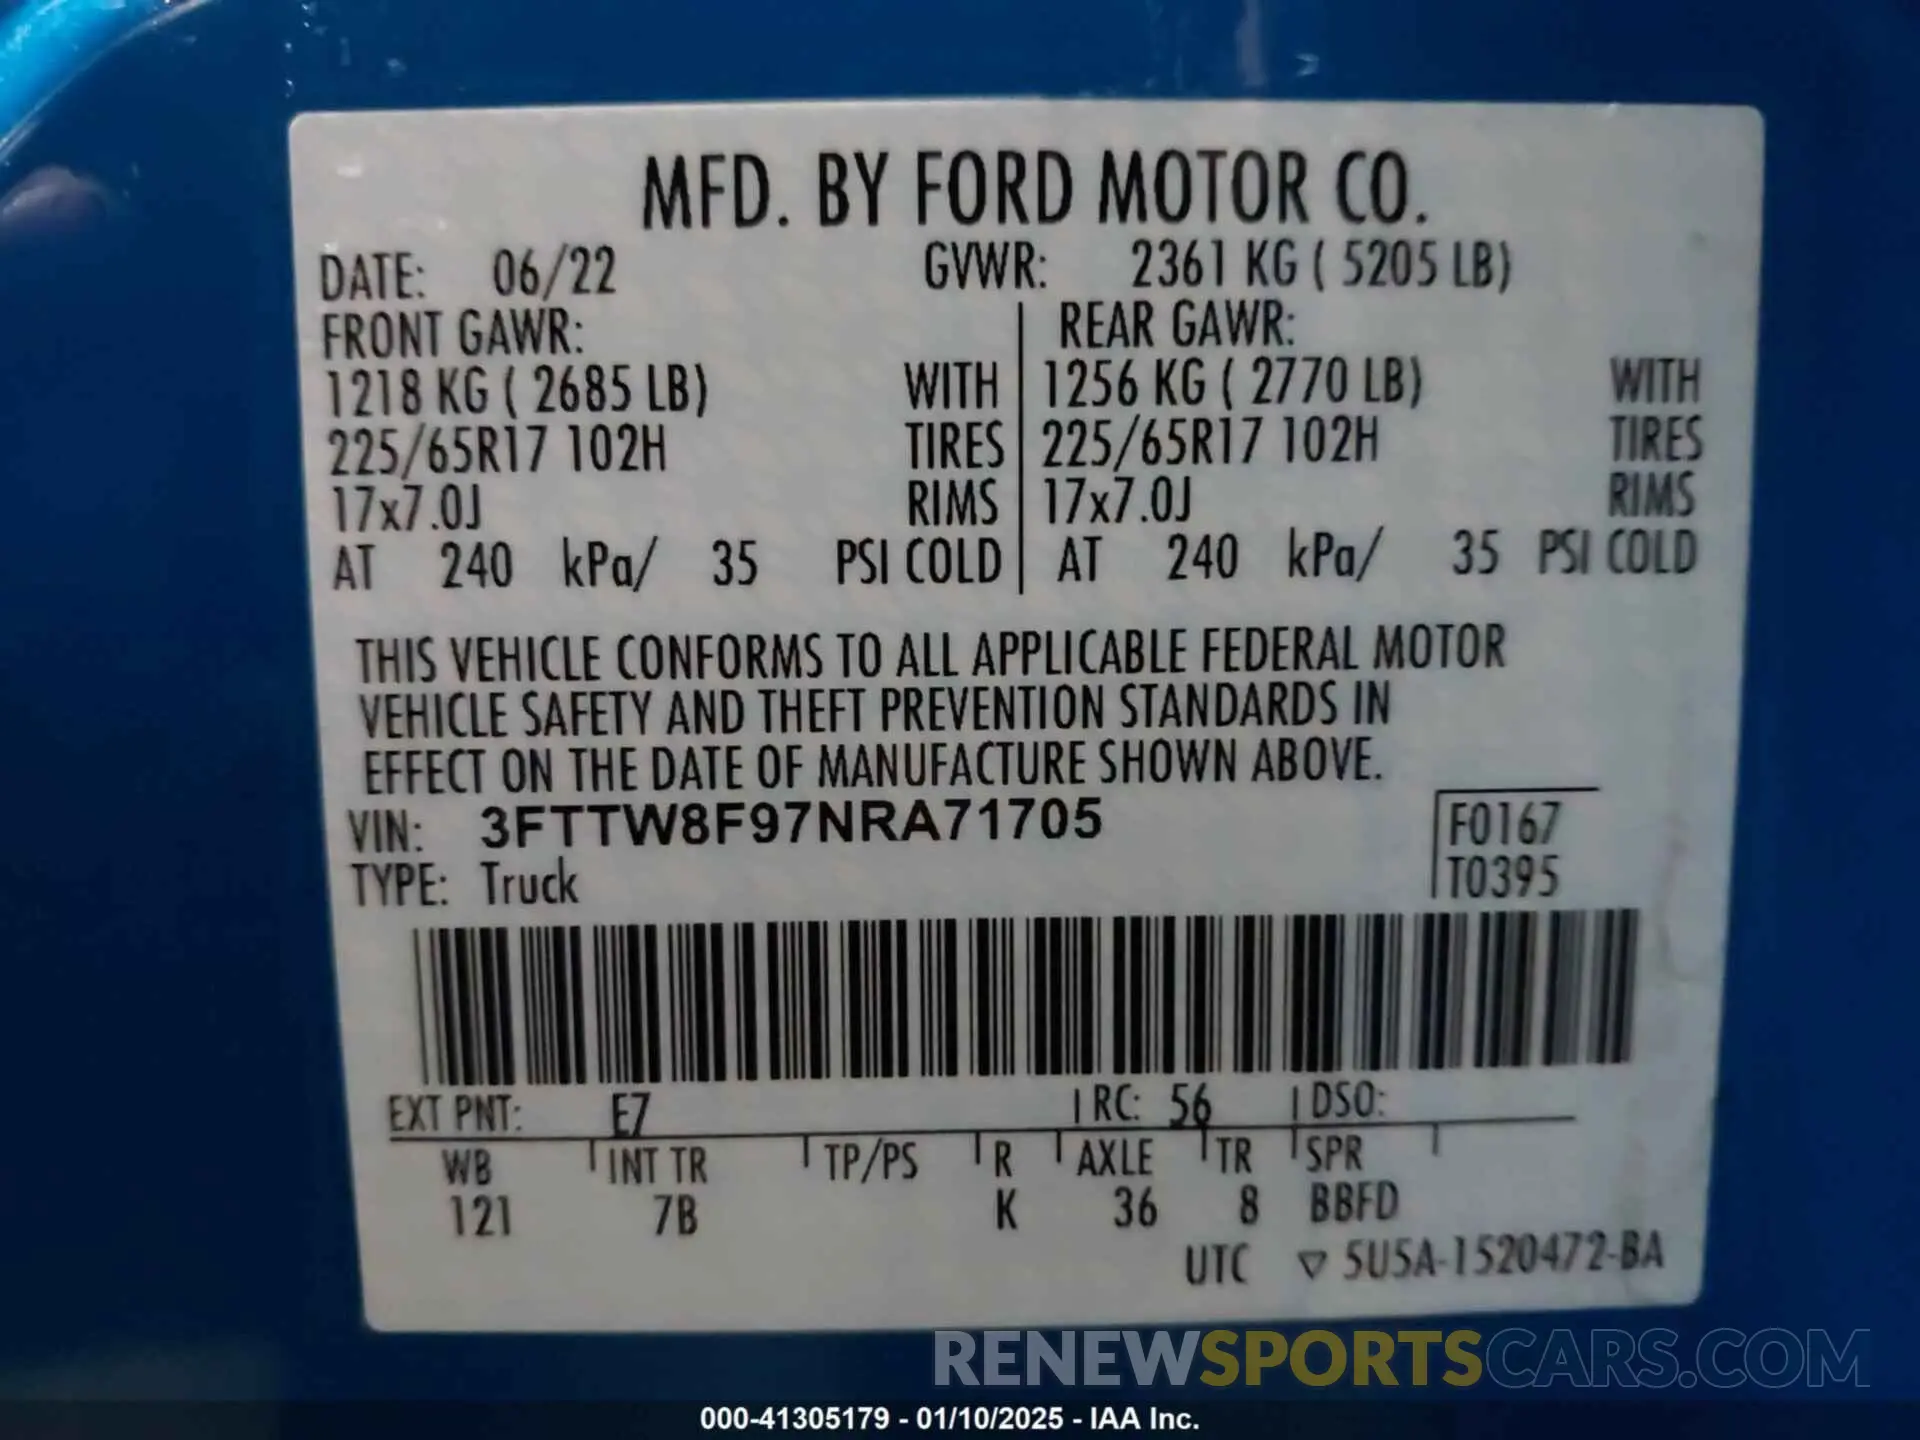 MFD. BY FORD MOTOR CO.
DATE: 06/22 GVWR: 2361 KG ( 5205 LB)
FRONT GAWR: REAR GAWR:
1218 KG ( 2685 LB) WITH 1256 KG ( 2770 LB) WITH
225/65R17 102H TIRES 225/65R17 102H TIRES
17x7.0J RIMS 17x7.0J RIMS
AT 240 kPa/ 35 PSI COLD AT 240 kPa/ 35 PSI COLD
THIS VEHICLE CONFORMS TO ALL APPLICABLE FEDERAL MOTOR
VEHICLE SAFETY AND THEFT PREVENTION STANDARDS IN
EFFECT ON THE DATE OF MANUFACTURE SHOWN ABOVE.
VIN: 3FTTW8F97NRA71705 F0167
TYPE: Truck T0395
EXT PNT: E7 RC: 56 DSO:
WB INT TR TP/PS R AXLE TR SPR
121 7B K 36 8 BBFD
UTC ▽ 5U5A-1520472-BA
RENEWSPORTSCARS.COM
000-41305179 - 01/10/2025 - IAA Inc.